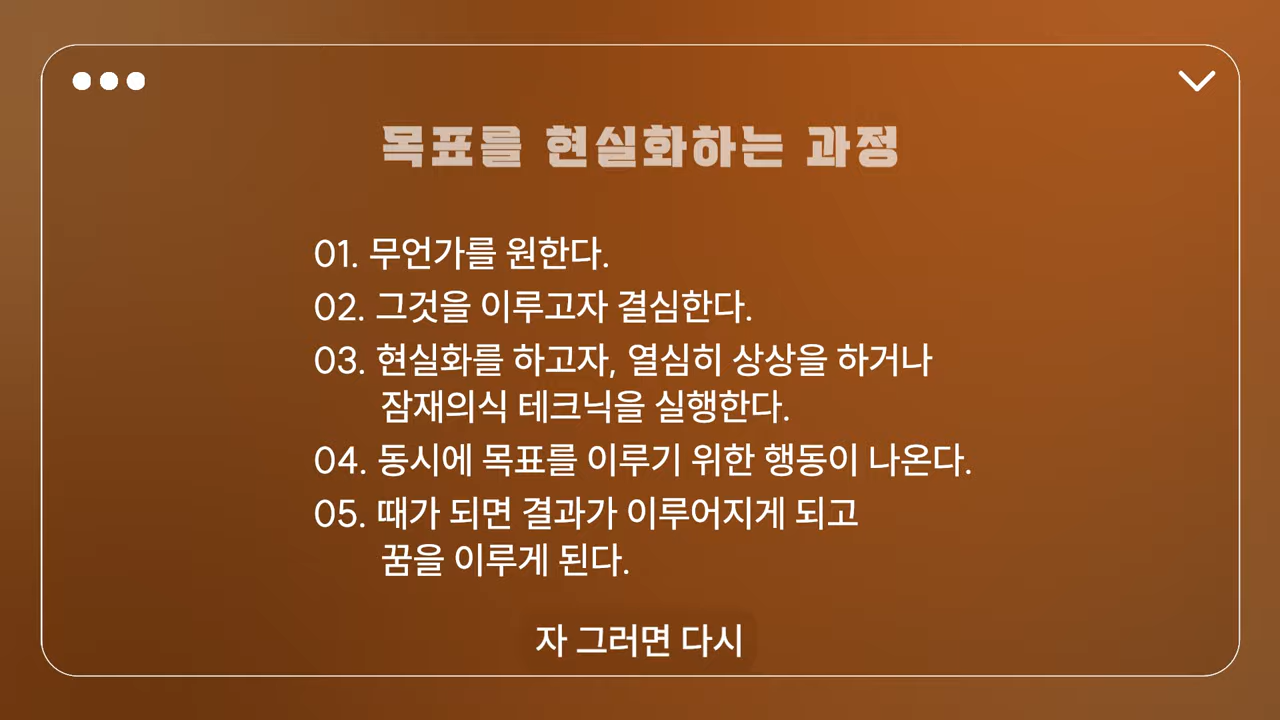 목표를 현실화하는 과정
01. 무언가를 원한다.
02. 그것을 이루고자 결심한다.
03. 현실화를 하고자, 열심히 상상을 하거나
잠재의식 테크닉을 실행한다.
04. 동시에 목표를 이루기 위한 행동이 나온다.
05. 때가 되면 결과가 이루어지게 되고
꿈을 이루게 된다.
자 그러면 다시